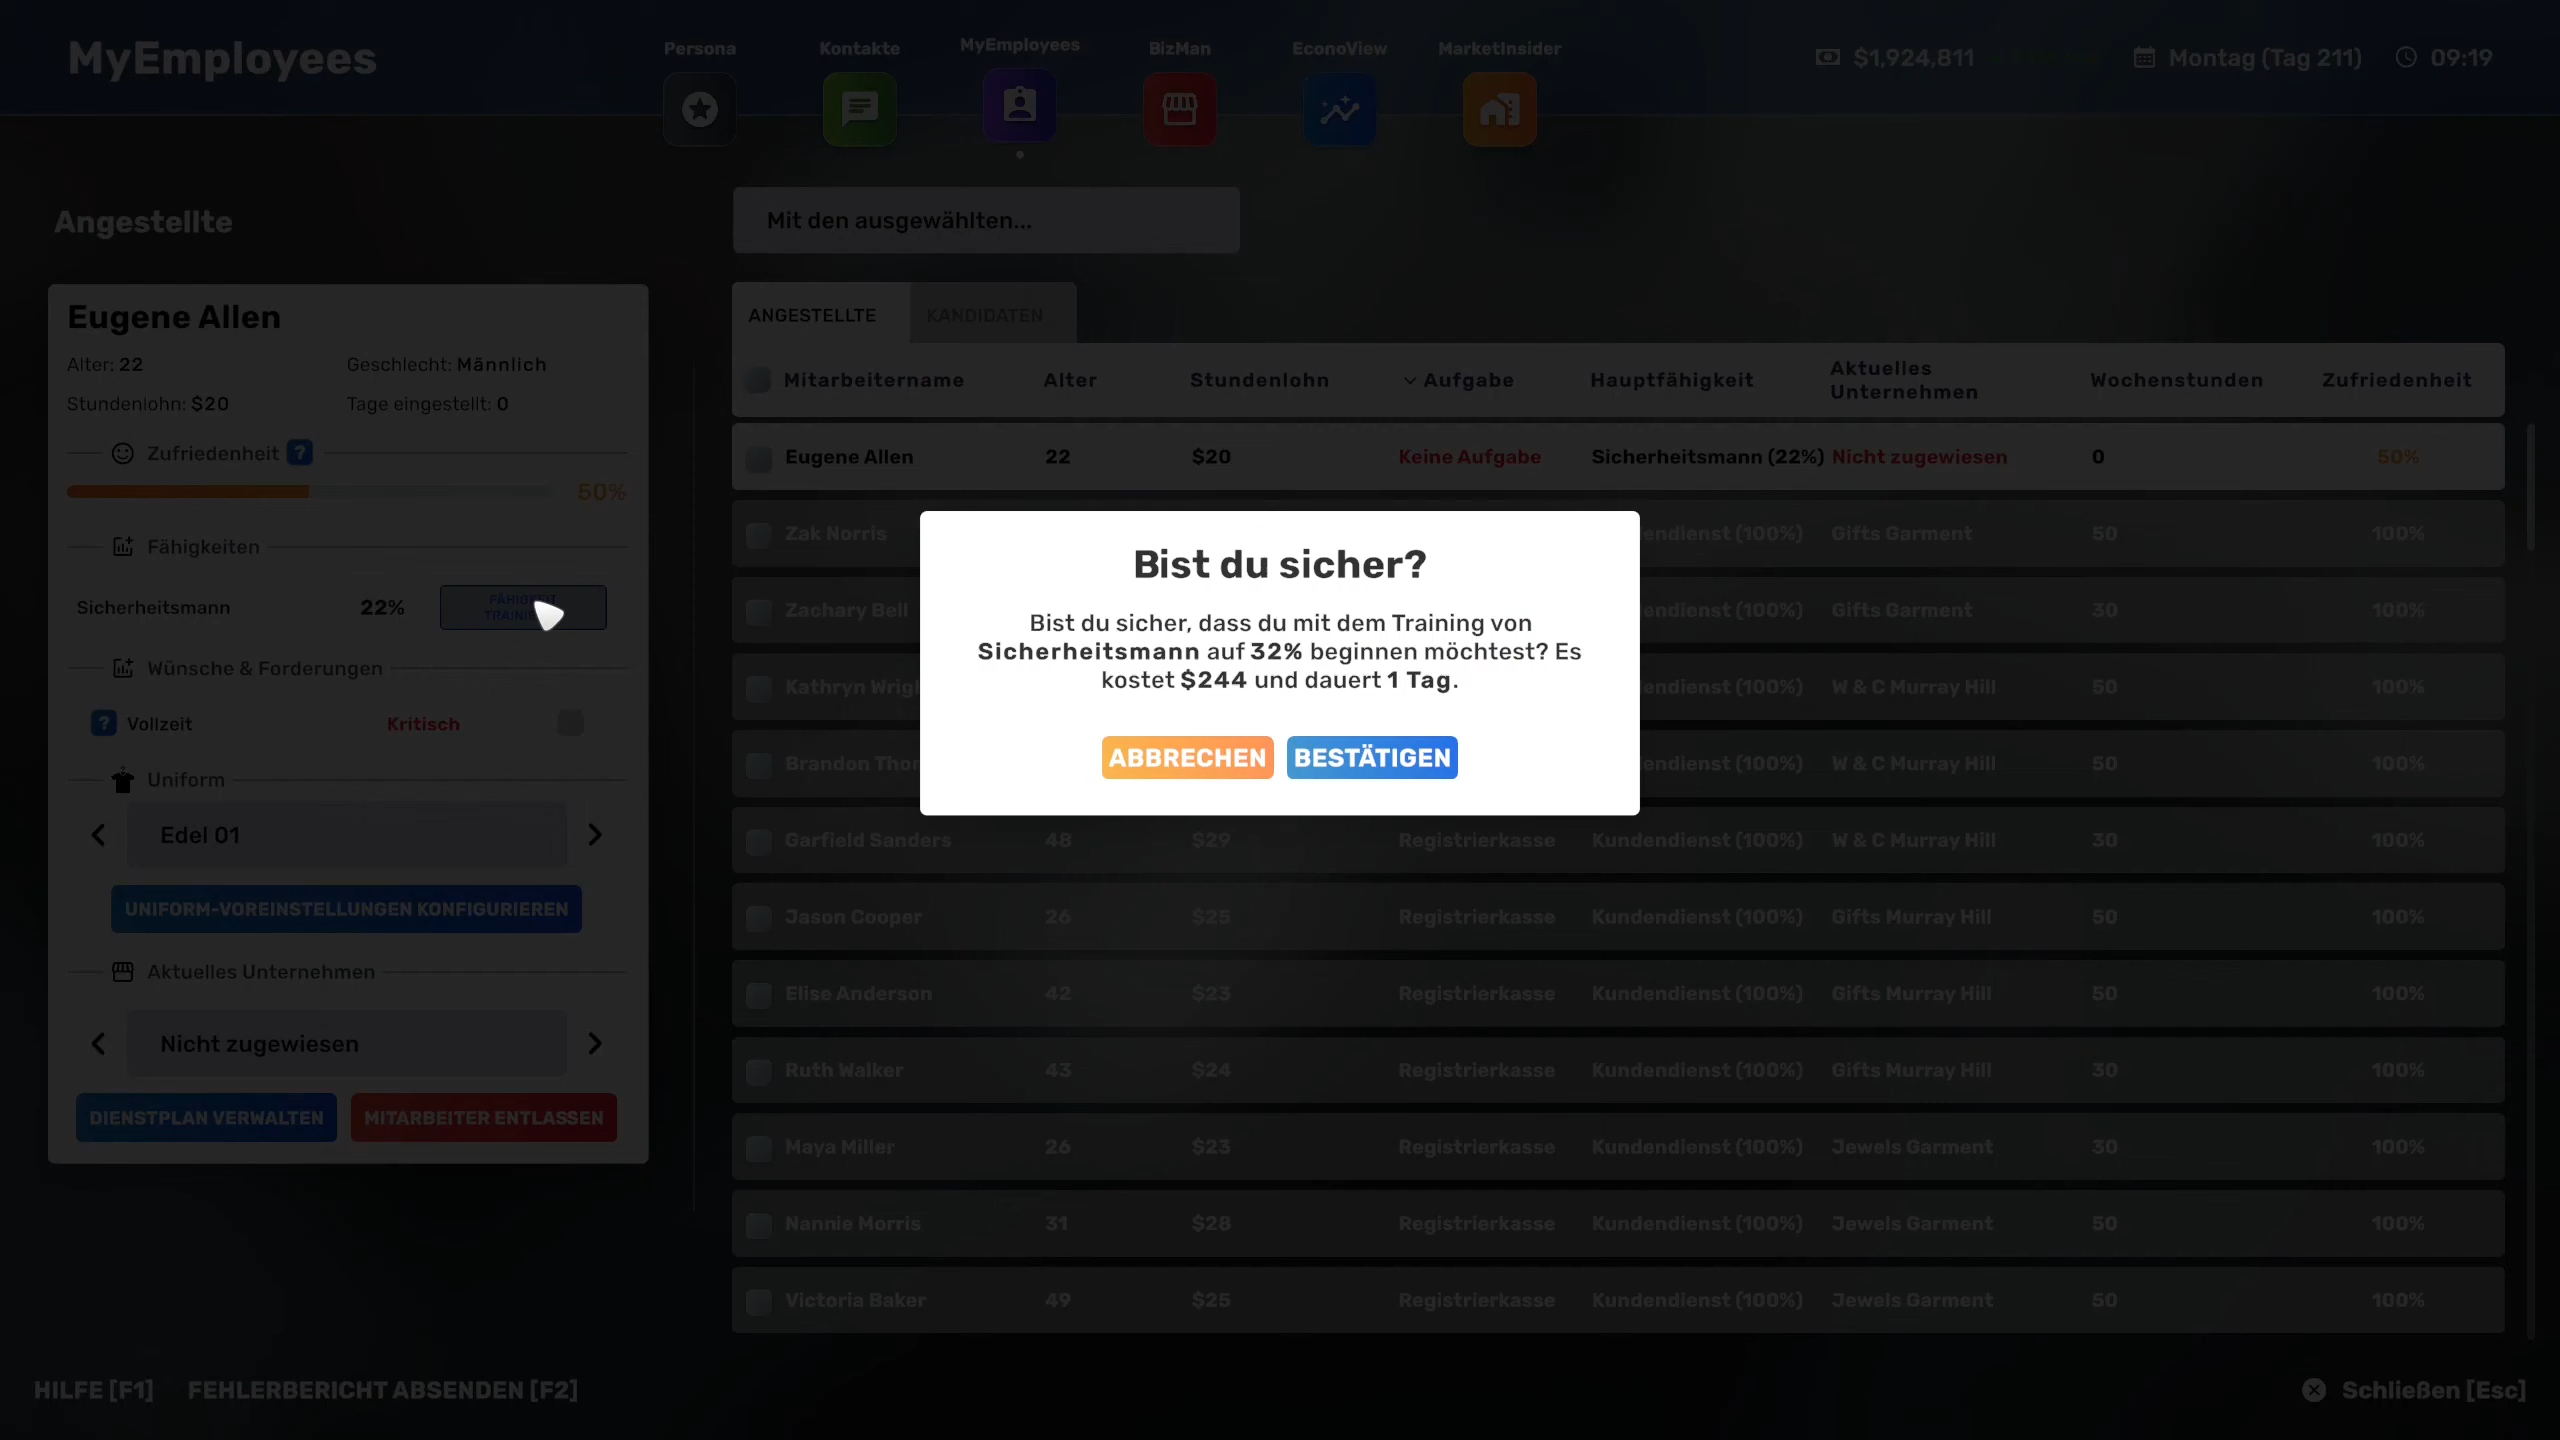 MyEmployees
Persona
Kontakte
MyEmployees
BizMan
EconoView
MarketInsider
$1,924,811
Montag (Tag 211)
09:19
Angestellte
Mit den ausgewählten...
Eugene Allen
Alter: 22
Geschlecht: Männlich
Stundenlohn: $20
Tage eingestellt: 0
Zufriedenheit ?
50%
Fähigkeiten
Sicherheitsmann 22%
Wünsche & Forderungen
? Vollzeit Kritisch
Uniform
Edel 01
UNIFORM-VOREINSTELLUNGEN KONFIGURIEREN
Aktuelles Unternehmen
Nicht zugewiesen
DIENSTPLAN VERWALTEN
MITARBEITER ENTLASSEN
ANGESTELLTE
KANDIDATEN
Mitarbeitername Alter Stundenlohn Aufgabe Hauptfähigkeit Aktuelles Unternehmen Wochenstunden Zufriedenheit
Eugene Allen 22 $20 Keine Aufgabe Sicherheitsmann (22%) Nicht zugewiesen 0 50%
Zak Norris (100%) Gifts Garment 50 100%
Zachary Bell (100%) Gifts Garment 30 100%
Kathryn (100%) W & C Murray Hill 50 100%
Brandon (100%) W & C Murray Hill 50 100%
Garfield Sanders 48 $29 Registrierkasse Kundendienst (100%) W & C Murray Hill 30 100%
Jason Cooper 26 $25 Registrierkasse Kundendienst (100%) Gifts Murray Hill 50 100%
Elise Anderson 42 $23 Registrierkasse Kundendienst (100%) Gifts Murray Hill 50 100%
Ruth Walker 43 $24 Registrierkasse Kundendienst (100%) Gifts Murray Hill 30 100%
Maya Miller 26 $23 Registrierkasse Kundendienst (100%) Jewels Garment 30 100%
Nannie Morris 31 $28 Registrierkasse Kundendienst (100%) Jewels Garment 50 100%
Victoria Baker 49 $25 Registrierkasse Kundendienst (100%) Jewels Garment 50 100%
Bist du sicher?
Bist du sicher, dass du mit dem Training von
Sicherheitsmann auf 32% beginnen möchtest? Es
kostet $244 und dauert 1 Tag.
ABBRECHEN
BESTÄTIGEN
HILFE [F1]
FEHLERBERICHT ABSENDEN [F2]
Schließen [Esc]